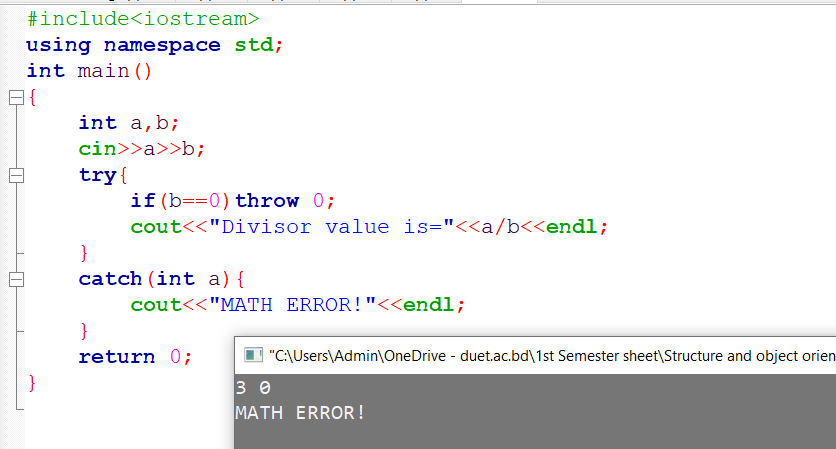 #include<iostream>
using namespace std;
int main()
{
    int a,b;
    cin>>a>>b;
    try{
        if(b==0)throw 0;
        cout<<"Divisor value is="<<a/b<<endl;
    }
    catch(int a){
        cout<<"MATH ERROR!"<<endl;
    }
    return 0;
}
"C:\Users\Admin\OneDrive - duet.ac.bd\1st Semester sheet\Structure and object orien
3 0
MATH ERROR!